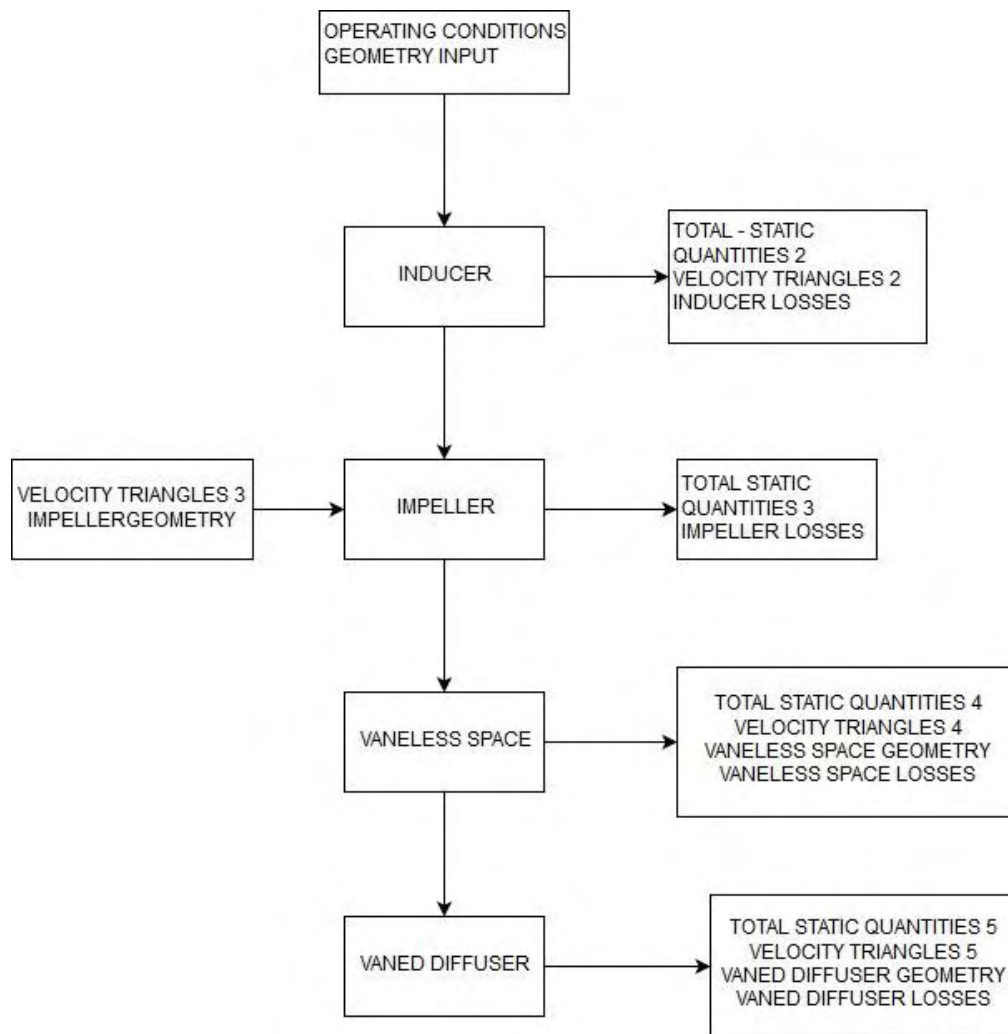 OPERATING CONDITIONS
GEOMETRY INPUT
INDUCER
TOTAL - STATIC
QUANTITIES 2
VELOCITY TRIANGLES 2
INDUCER LOSSES
VELOCITY TRIANGLES 3
IMPELLERGEOMETRY
IMPELLER
TOTAL STATIC
QUANTITIES 3
IMPELLER LOSSES
VANELESS SPACE
TOTAL STATIC QUANTITIES 4
VELOCITY TRIANGLES 4
VANELESS SPACE GEOMETRY
VANELESS SPACE LOSSES
VANED DIFFUSER
TOTAL STATIC QUANTITIES 5
VELOCITY TRIANGLES 5
VANED DIFFUSER GEOMETRY
VANED DIFFUSER LOSSES